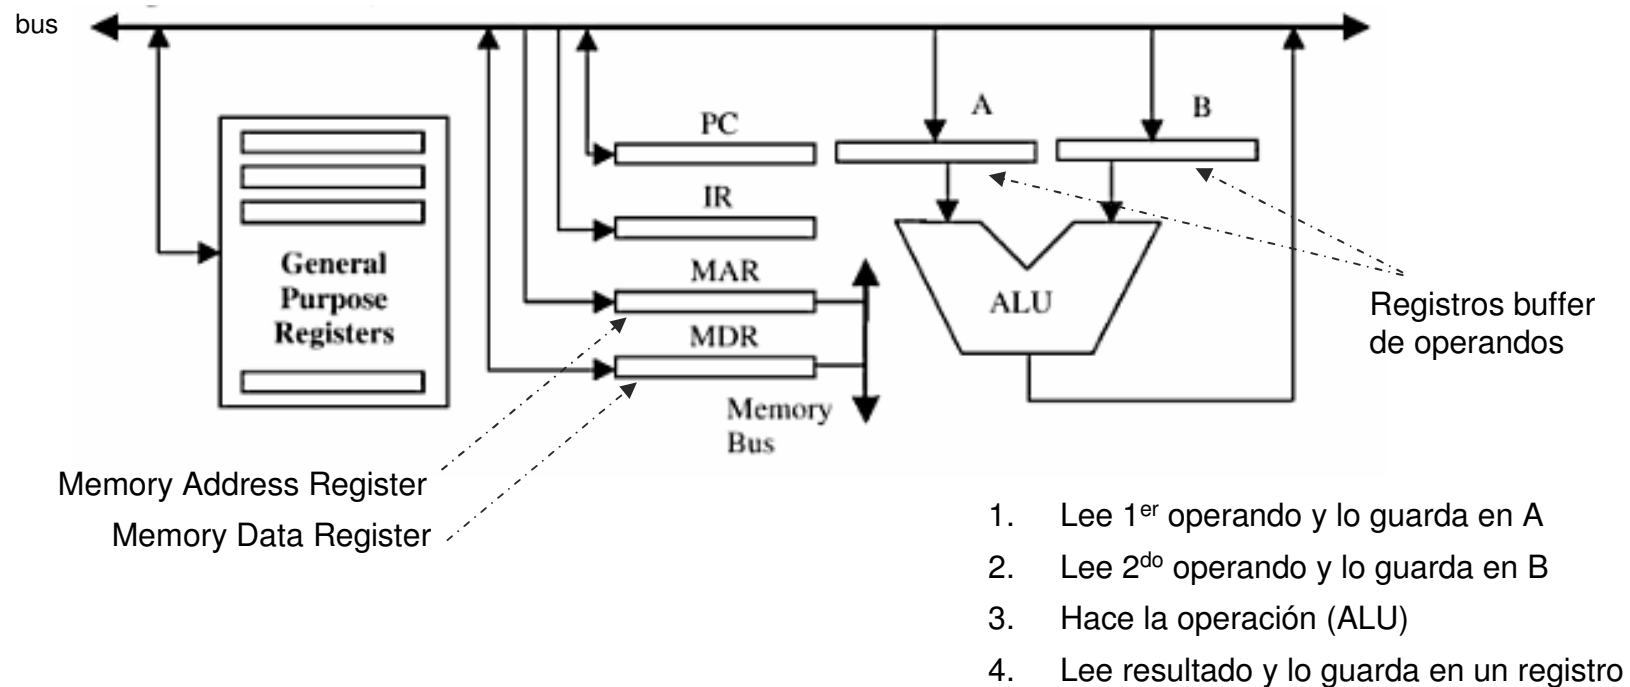 bus
A
B
PC
IR
MAR
MDR
ALU
General
Purpose
Registers
Memory
Bus
Registros buffer
de operandos
Memory Address Register
Memory Data Register
1. Lee 1er operando y lo guarda en A
2. Lee 2do operando y lo guarda en B
3. Hace la operación (ALU)
4. Lee resultado y lo guarda en un registro